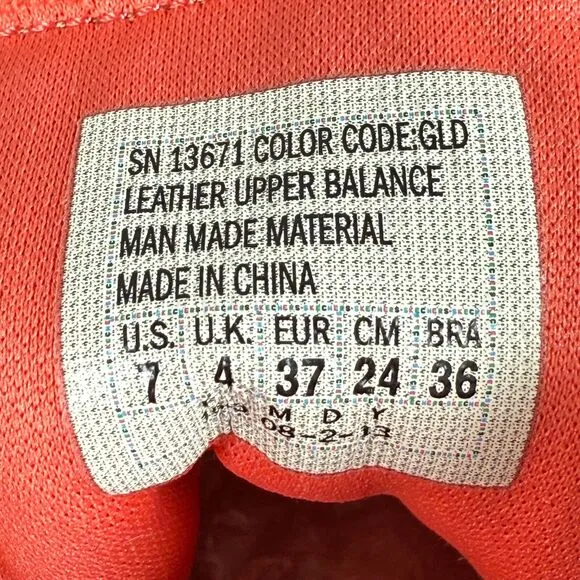 SN 13671 COLOR CODE:GLD
LEATHER UPPER BALANCE
MAN MADE MATERIAL
MADE IN CHINA
U.S. U.K. EUR CM BRA
7 4 37 24 36
M D Y
08-2-13